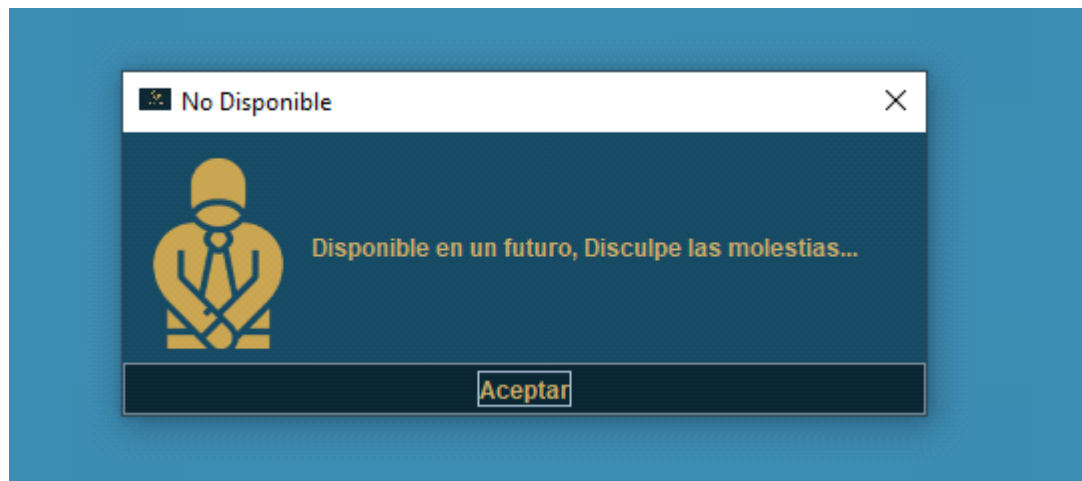 No Disponible
Disponible en un futuro, Disculpe las molestias...
Aceptar